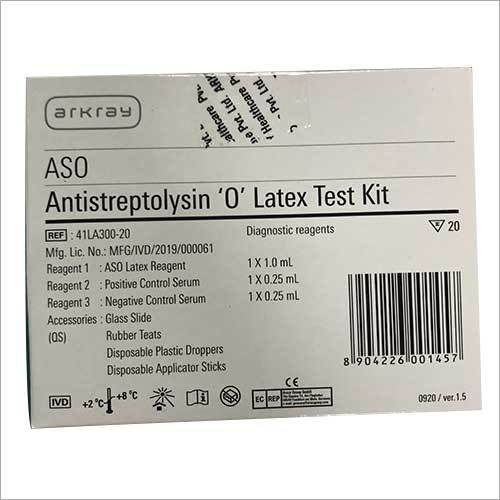 arkray
ASO
Antistreptolysin ‘O’ Latex Test Kit
REF : 41LA300-20
Diagnostic reagents
20
Mfg. Lic. No.: MFG/IVD/2019/000061
Reagent 1 : ASO Latex Reagent 1 X 1.0 mL
Reagent 2 : Positive Control Serum 1 X 0.25 mL
Reagent 3 : Negative Control Serum 1 X 0.25 mL
Accessories : Glass Slide
(QS) Rubber Teats
Disposable Plastic Droppers
Disposable Applicator Sticks
8 904226 001457
IVD +2°C +8°C
CE
EC REP
0920 / ver.1.5